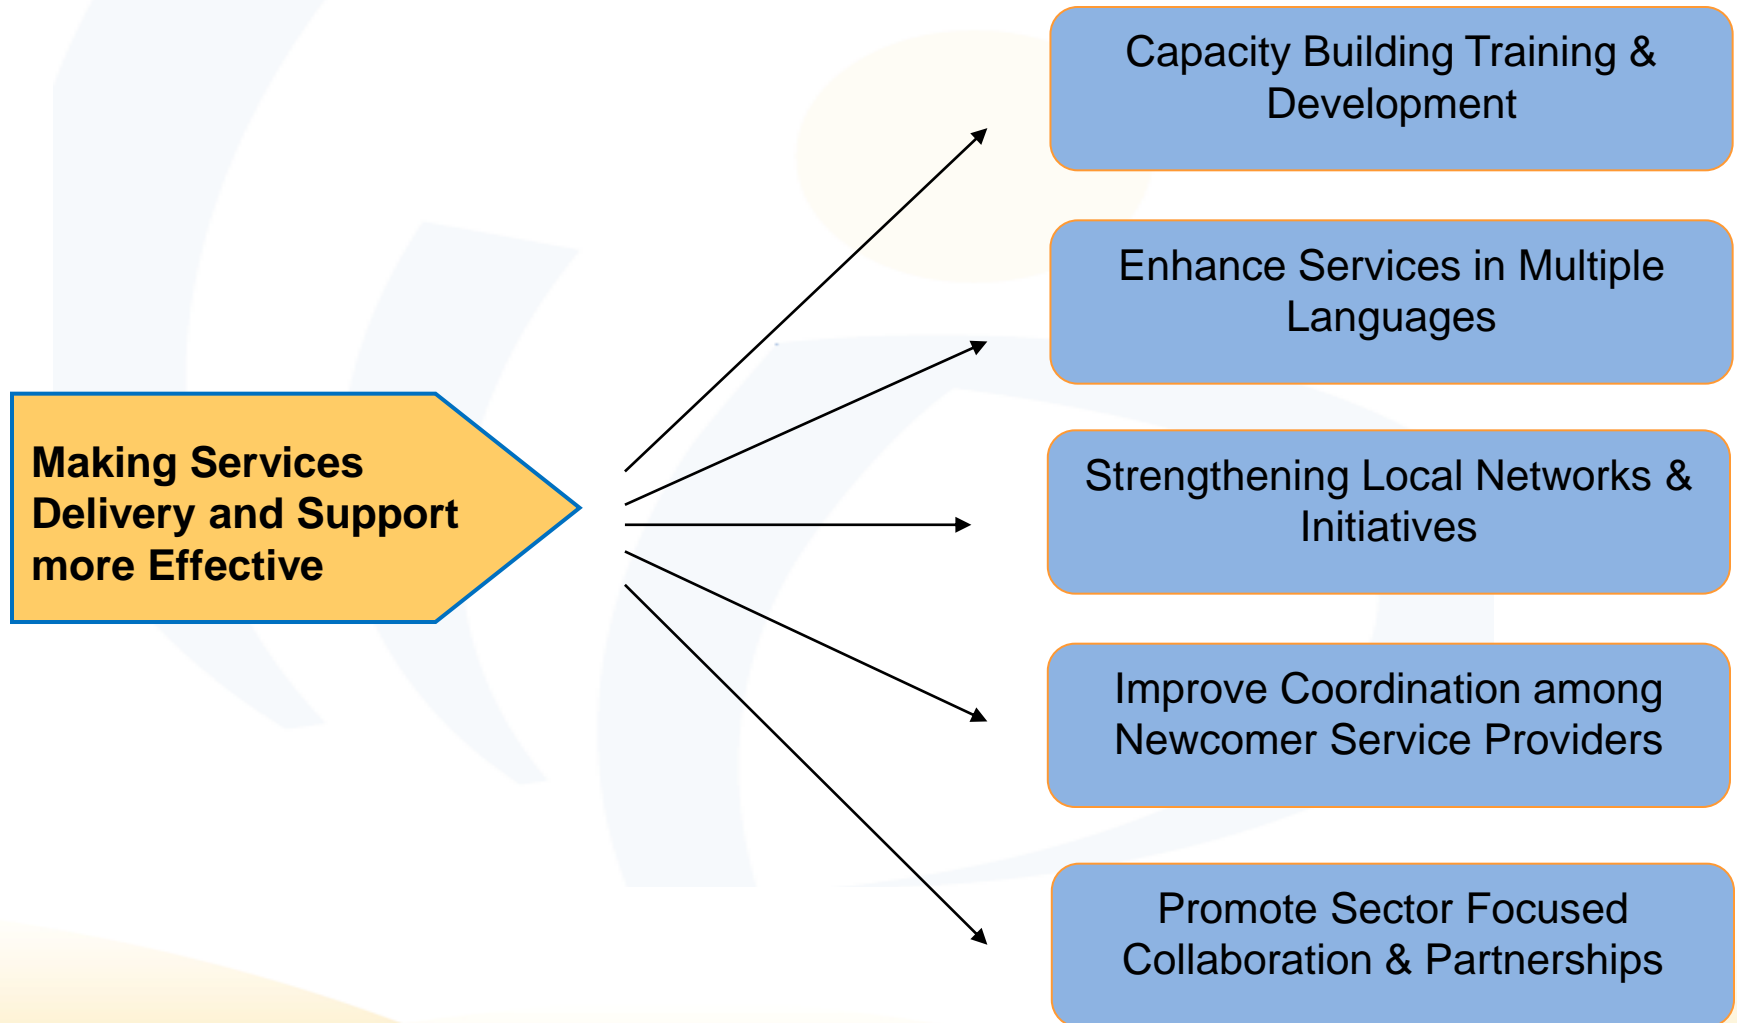 Capacity Building Training &
Development
Enhance Services in Multiple
Languages
Making Services
Delivery and Support
more Effective
Strengthening Local Networks &
Initiatives
Improve Coordination among
Newcomer Service Providers
Promote Sector Focused
Collaboration & Partnerships